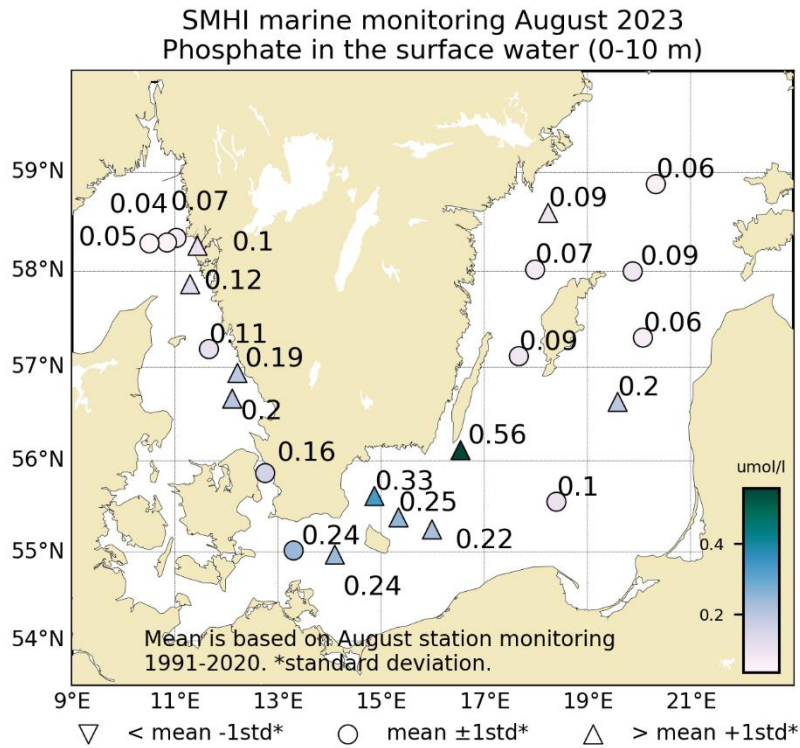 SMHI marine monitoring August 2023
Phosphate in the surface water (0-10 m)
59°N
58°N
57°N
56°N
55°N
54°N
0.04 0.07
0.05
0.1
0.12
0.11
0.19
0.2
0.16
0.06
0.09
0.07
0.09
0.09
0.06
0.2
0.56
0.33
0.25
0.22
0.1
0.24
0.24
umol/l
0.4
0.2
Mean is based on August station monitoring
1991-2020. *standard deviation.
9°E 11°E 13°E 15°E 17°E 19°E 21°E
▽ < mean -1std* ○ mean ±1std* △ > mean +1std*